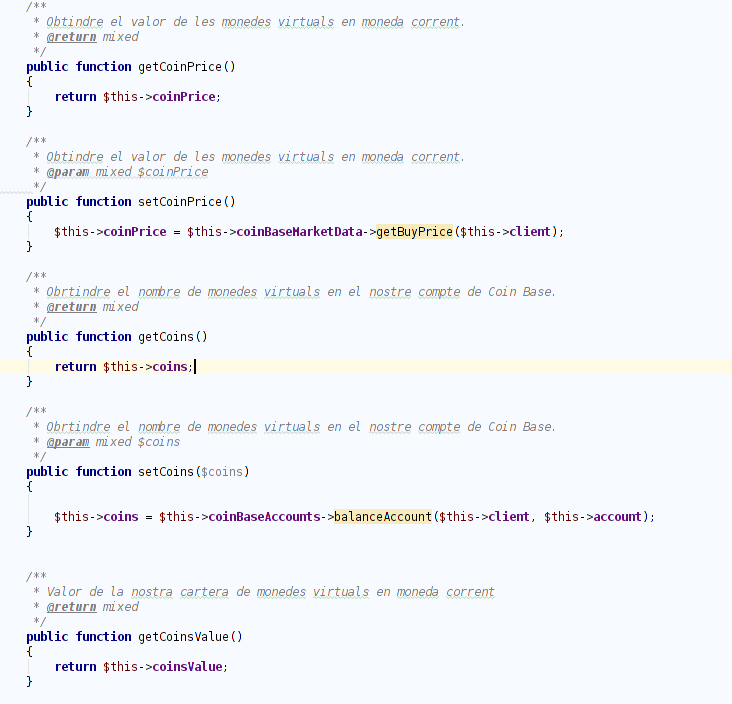 /**
 * Obtindre el valor de les monedes virtuals en moneda corrent.
 * @return mixed
 */
public function getCoinPrice()
{
    return $this->coinPrice;
}
/**
 * Obtindre el valor de les monedes virtuals en moneda corrent.
 * @param mixed $coinPrice
 */
public function setCoinPrice()
{
    $this->coinPrice = $this->coinBaseMarketData->getBuyPrice($this->client);
}
/**
 * Obrtindre el nombre de monedes virtuals en el nostre compte de Coin Base.
 * @return mixed
 */
public function getCoins()
{
    return $this->coins;
}
/**
 * Obrtindre el nombre de monedes virtuals en el nostre compte de Coin Base.
 * @param mixed $coins
 */
public function setCoins($coins)
{
    $this->coins = $this->coinBaseAccounts->balanceAccount($this->client, $this->account);
}
/**
 * Valor de la nostra cartera de monedes virtuals en moneda corrent
 * @return mixed
 */
public function getCoinsValue()
{
    return $this->coinsValue;
}